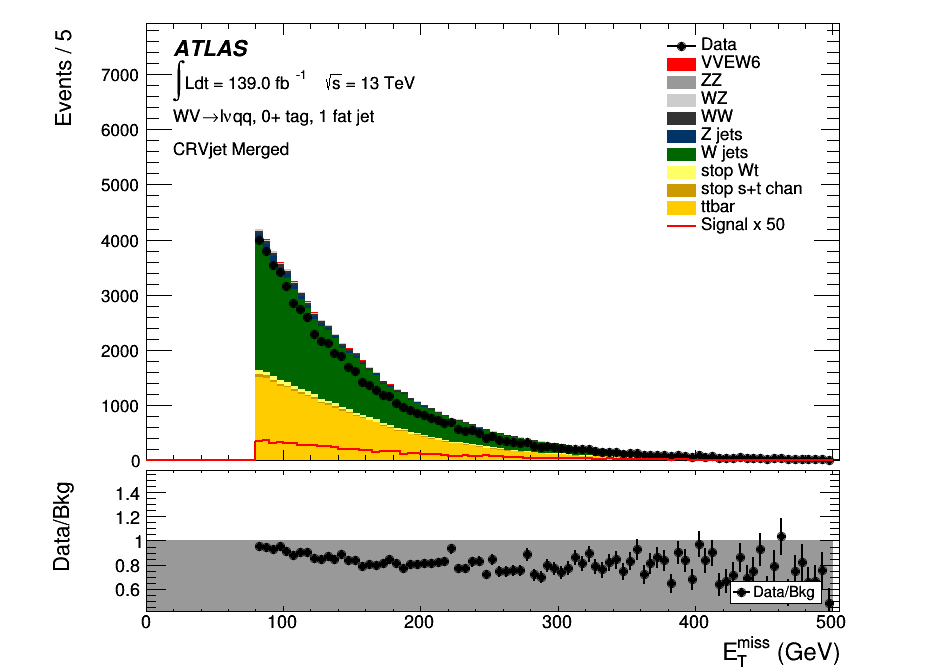 Events / 5
7000
6000
5000
4000
3000
2000
1000
0
ATLAS
∫Ldt = 139.0 fb⁻¹ √s = 13 TeV
WV→lνqq, 0+ tag, 1 fat jet
CRVjet Merged
Data
VVEW6
ZZ
WZ
WW
Z jets
W jets
stop Wt
stop s+t chan
ttbar
Signal x 50
Data/Bkg
1.4
1.2
1
0.8
0.6
Data/Bkg
0 100 200 300 400 500
E_T^miss (GeV)